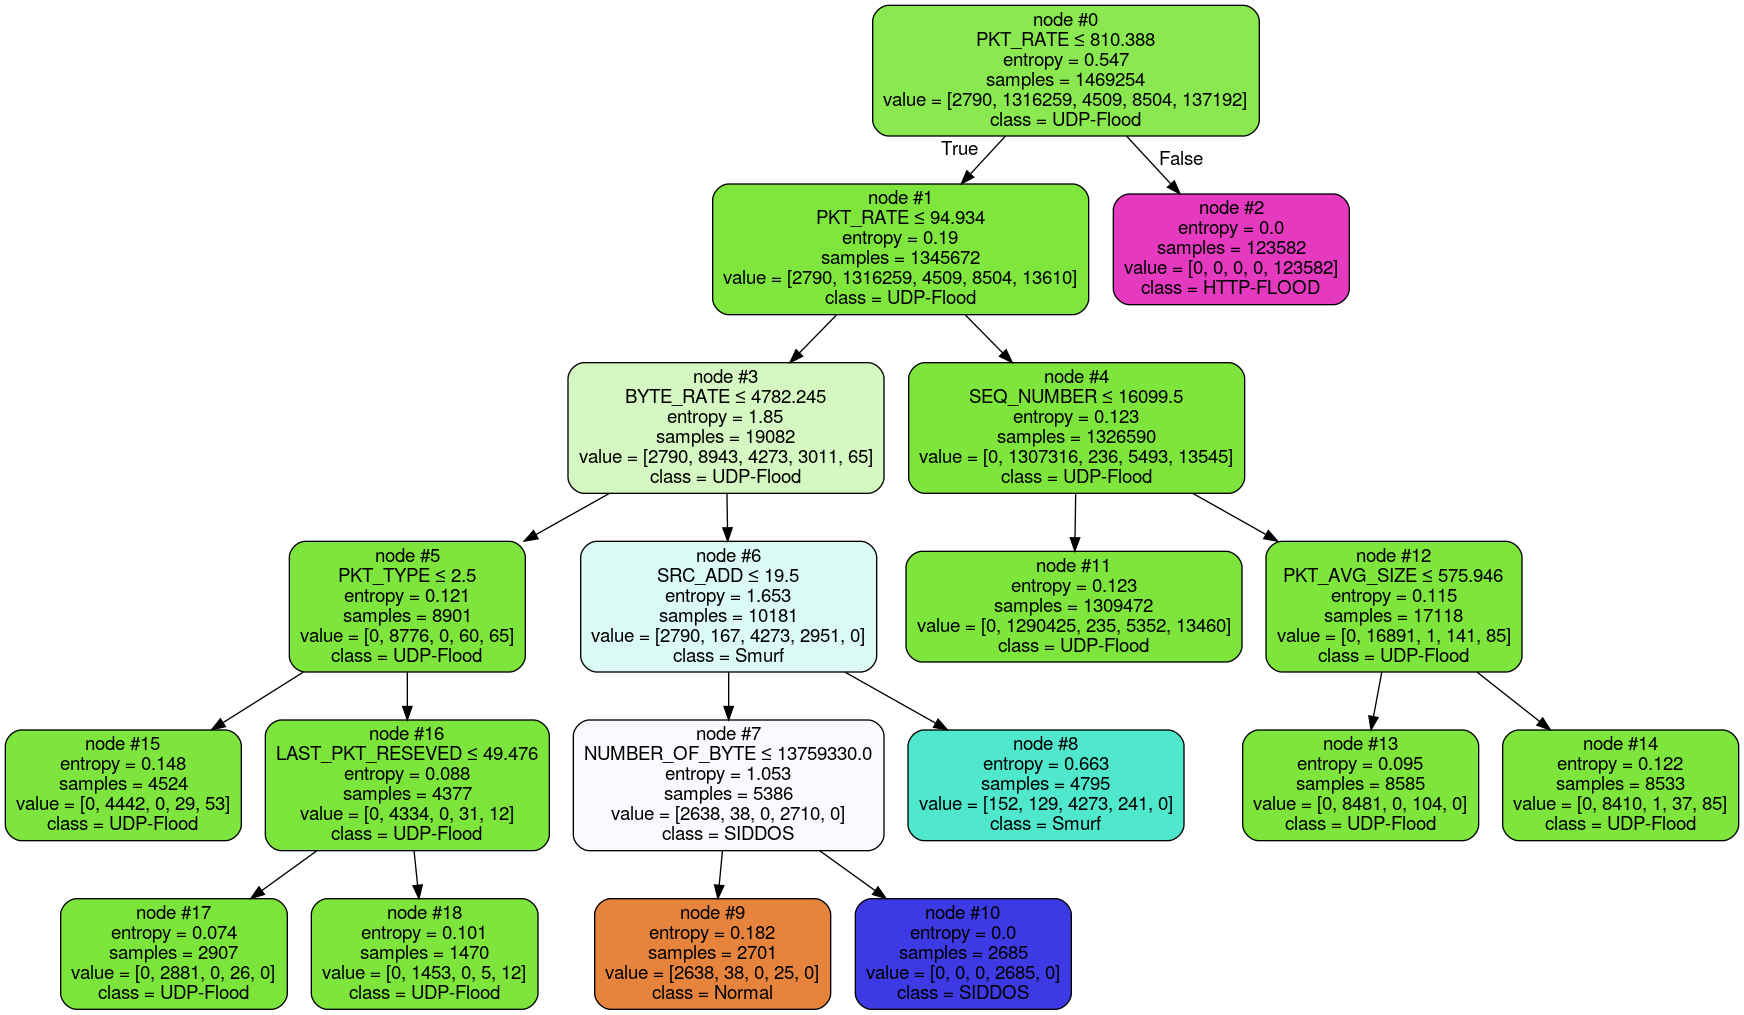 node #0
PKT_RATE ≤ 810.388
entropy = 0.547
samples = 1469254
value = [2790, 1316259, 4509, 8504, 137192]
class = UDP-Flood
True
False
node #1
PKT_RATE ≤ 94.934
entropy = 0.19
samples = 1345672
value = [2790, 1316259, 4509, 8504, 13610]
class = UDP-Flood
node #2
entropy = 0.0
samples = 123582
value = [0, 0, 0, 0, 123582]
class = HTTP-FLOOD
node #3
BYTE_RATE ≤ 4782.245
entropy = 1.85
samples = 19082
value = [2790, 8943, 4273, 3011, 65]
class = UDP-Flood
node #4
SEQ_NUMBER ≤ 16099.5
entropy = 0.123
samples = 1326590
value = [0, 1307316, 236, 5493, 13545]
class = UDP-Flood
node #5
PKT_TYPE ≤ 2.5
entropy = 0.121
samples = 8901
value = [0, 8776, 0, 60, 65]
class = UDP-Flood
node #6
SRC_ADD ≤ 19.5
entropy = 1.653
samples = 10181
value = [2790, 167, 4273, 2951, 0]
class = Smurf
node #11
entropy = 0.123
samples = 1309472
value = [0, 1290425, 235, 5352, 13460]
class = UDP-Flood
node #12
PKT_AVG_SIZE ≤ 575.946
entropy = 0.115
samples = 17118
value = [0, 16891, 1, 141, 85]
class = UDP-Flood
node #15
entropy = 0.148
samples = 4524
value = [0, 4442, 0, 29, 53]
class = UDP-Flood
node #16
LAST_PKT_RESEVED ≤ 49.476
entropy = 0.088
samples = 4377
value = [0, 4334, 0, 31, 12]
class = UDP-Flood
node #7
NUMBER_OF_BYTE ≤ 13759330.0
entropy = 1.053
samples = 5386
value = [2638, 38, 0, 2710, 0]
class = SIDDOS
node #8
entropy = 0.663
samples = 4795
value = [152, 129, 4273, 241, 0]
class = Smurf
node #13
entropy = 0.095
samples = 8585
value = [0, 8481, 0, 104, 0]
class = UDP-Flood
node #14
entropy = 0.122
samples = 8533
value = [0, 8410, 1, 37, 85]
class = UDP-Flood
node #17
entropy = 0.074
samples = 2907
value = [0, 2881, 0, 26, 0]
class = UDP-Flood
node #18
entropy = 0.101
samples = 1470
value = [0, 1453, 0, 5, 12]
class = UDP-Flood
node #9
entropy = 0.182
samples = 2701
value = [2638, 38, 0, 25, 0]
class = Normal
node #10
entropy = 0.0
samples = 2685
value = [0, 0, 0, 2685, 0]
class = SIDDOS